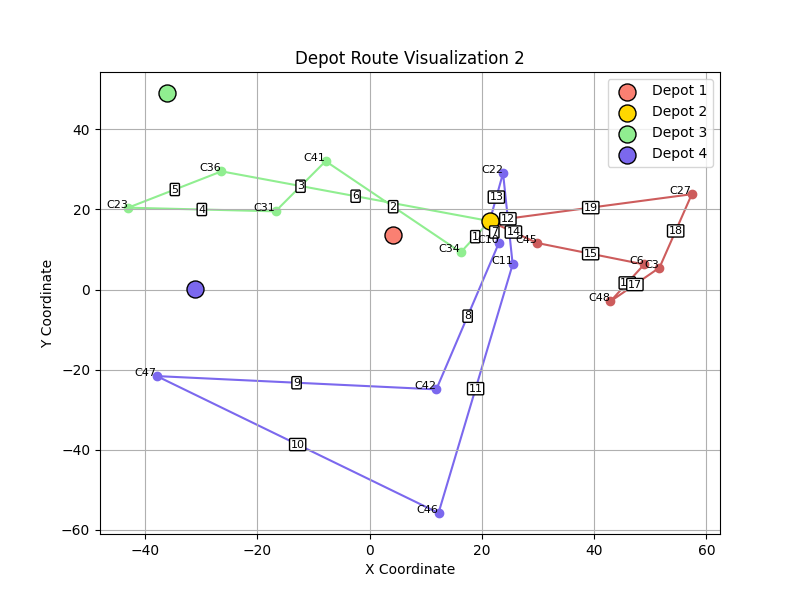 Depot Route Visualization 2
Depot 1
Depot 2
Depot 3
Depot 4
C41
C36
C22
C27
C23
C31
C34
C10
C45
C11
C6
C3
C48
C47
C42
C46
5
3
6
4
2
1
13
12
7
14
19
18
15
17
8
9
11
10
40
20
0
−20
−40
−60
−40
−20
0
20
40
60
Y Coordinate
X Coordinate